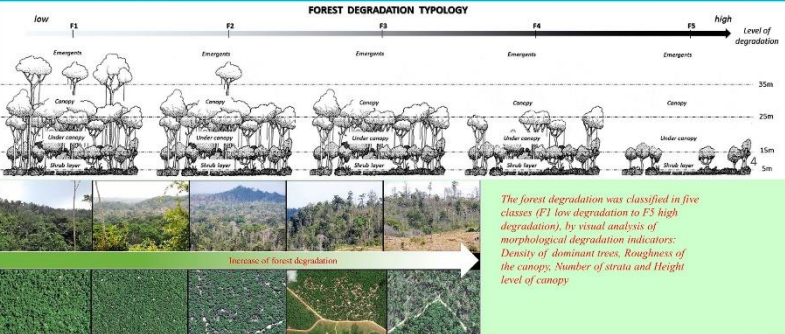 FOREST DEGRADATION TYPOLOGY
low
high
F1
F2
F3
F4
F5
Level of
degradation
Emergents
Emergents
Emergents
Emergents
Emergents
35m
Canopy
Canopy
Canopy
Canopy
Canopy
25m
Under canopy
Under canopy
Under canopy
Under canopy
Under canopy
15m
4
Shrub layer
Shrub layer
Shrub layer
Shrub layer
Shrub layer
5m
The forest degradation was classified in five
classes (F1 low degradation to F5 high
degradation), by visual analysis of
morphological degradation indicators:
Density of dominant trees, Roughness of
the canopy, Number of strata and Height
level of canopy
Increase of forest degradation